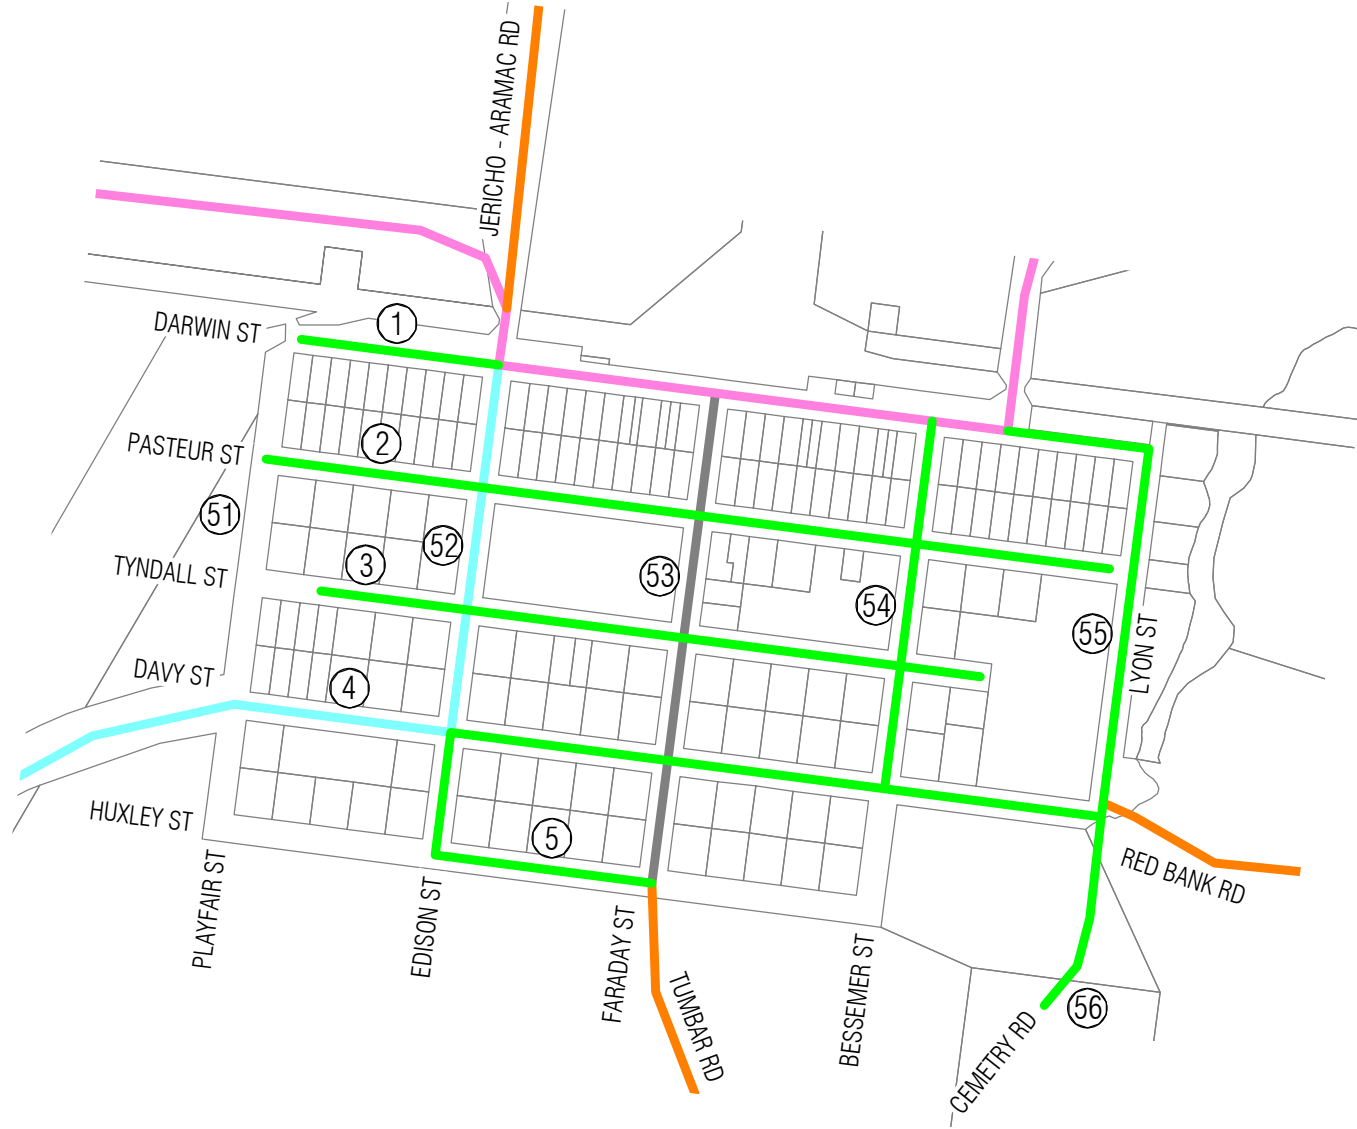 JERICHO - ARAMAC RD
1
DARWIN ST
2
PASTEUR ST
51
52
3
TYNDALL ST
53
54
55
LYON ST
DAVY ST
4
HUXLEY ST
5
RED BANK RD
PLAYFAIR ST
EDISON ST
FARADAY ST
TUMBAR RD
BESSEMER ST
56
CEMETRY RD